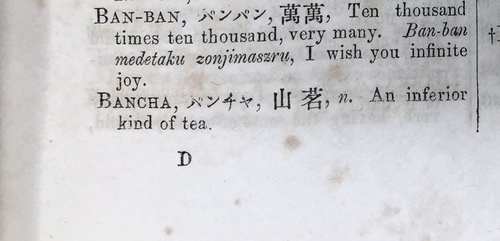 BAN-BAN, バンバン, 萬萬, Ten thousand
times ten thousand, very many. Ban-ban
medetaku zonjimaszru, I wish you infinite
joy.
BANCHA, バンチャ, 山茗, n. An inferior
kind of tea.
D